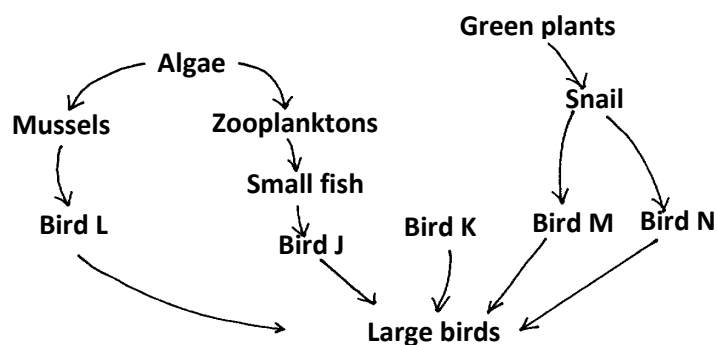 Green plants
Algae
Snail
Mussels
Zooplanktons
Small fish
Bird L
Bird J
Bird K
Bird M
Bird N
Large birds